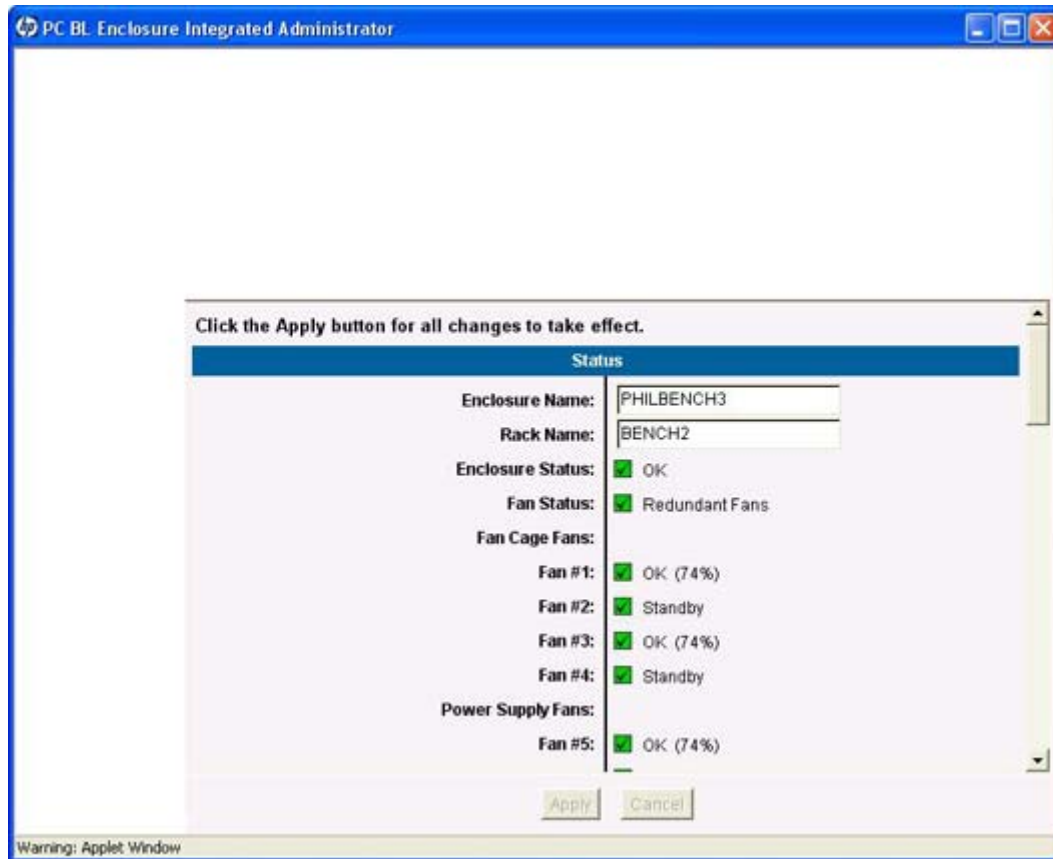 hp PC BL Enclosure Integrated Administrator
Click the Apply button for all changes to take effect.
Status
Enclosure Name: PHILBENCH3
Rack Name: BENCH2
Enclosure Status: OK
Fan Status: Redundant Fans
Fan Cage Fans:
Fan #1: OK (74%)
Fan #2: Standby
Fan #3: OK (74%)
Fan #4: Standby
Power Supply Fans:
Fan #5: OK (74%)
Apply Cancel
Warning: Applet Window